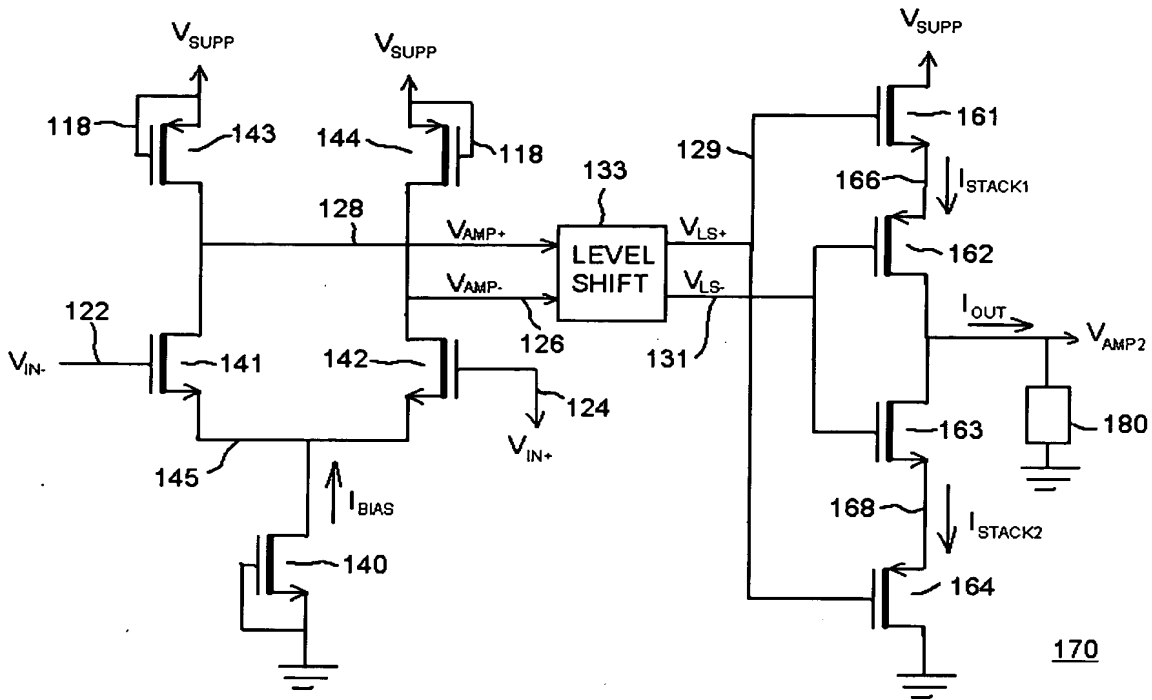 V_SUPP
V_SUPP
V_SUPP
118
143
144
118
161
129
133
166
I_STACK1
128
V_AMP+
LEVEL
SHIFT
V_LS+
162
V_AMP-
V_LS-
I_OUT
122
126
131
V_AMP2
V_IN-
141
142
124
163
180
145
V_IN+
168
I_STACK2
I_BIAS
140
164
170